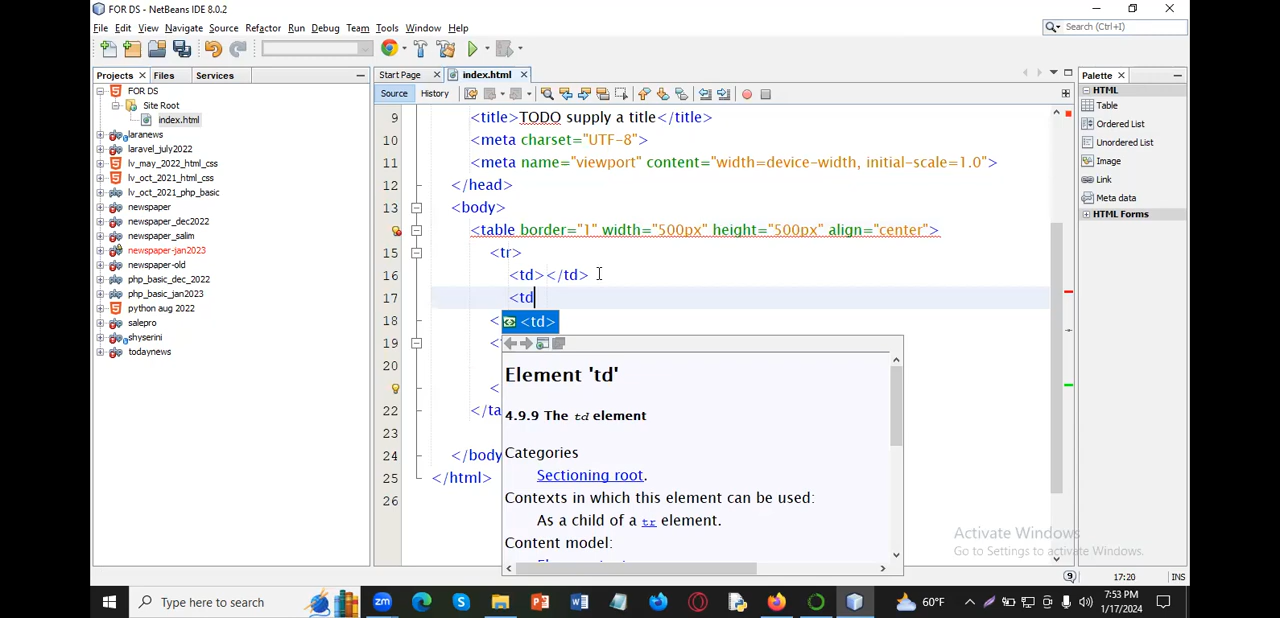 FOR DS - NetBeans IDE 8.0.2
File Edit View Navigate Source Refactor Run Debug Team Tools Window Help
Search (Ctrl+I)
Projects Files Services
FOR DS
Site Root
index.html
laranews
laravel_july2022
lv_may_2022_html_css
lv_oct_2021_html_css
lv_oct_2021_php_basic
newspaper
newspaper_dec2022
newspaper_salim
newspaper-jan2023
newspaper-old
php_basic_dec_2022
php_basic_jan2023
python aug 2022
salepro
shyserini
todaynews
Start Page index.html
Source History
9 <title>TODO supply a title</title>
10 <meta charset="UTF-8">
11 <meta name="viewport" content="width=device-width, initial-scale=1.0">
12 </head>
13 <body>
<table border="1" width="500px" height="500px" align="center">
15 <tr>
16 <td></td>
17 <td
18 <
19 <
20
<
22 </ta
23
24 </body
25 </html>
26
<td>
Element 'td'
4.9.9 The td element
Categories
Sectioning root.
Contexts in which this element can be used:
As a child of a tr element.
Content model:
Palette
HTML
Table
Ordered List
Unordered List
Image
Link
Meta data
HTML Forms
Activate Windows
Go to Settings to activate Windows.
9 17:20 INS
Type here to search
60°F
7:53 PM
1/17/2024